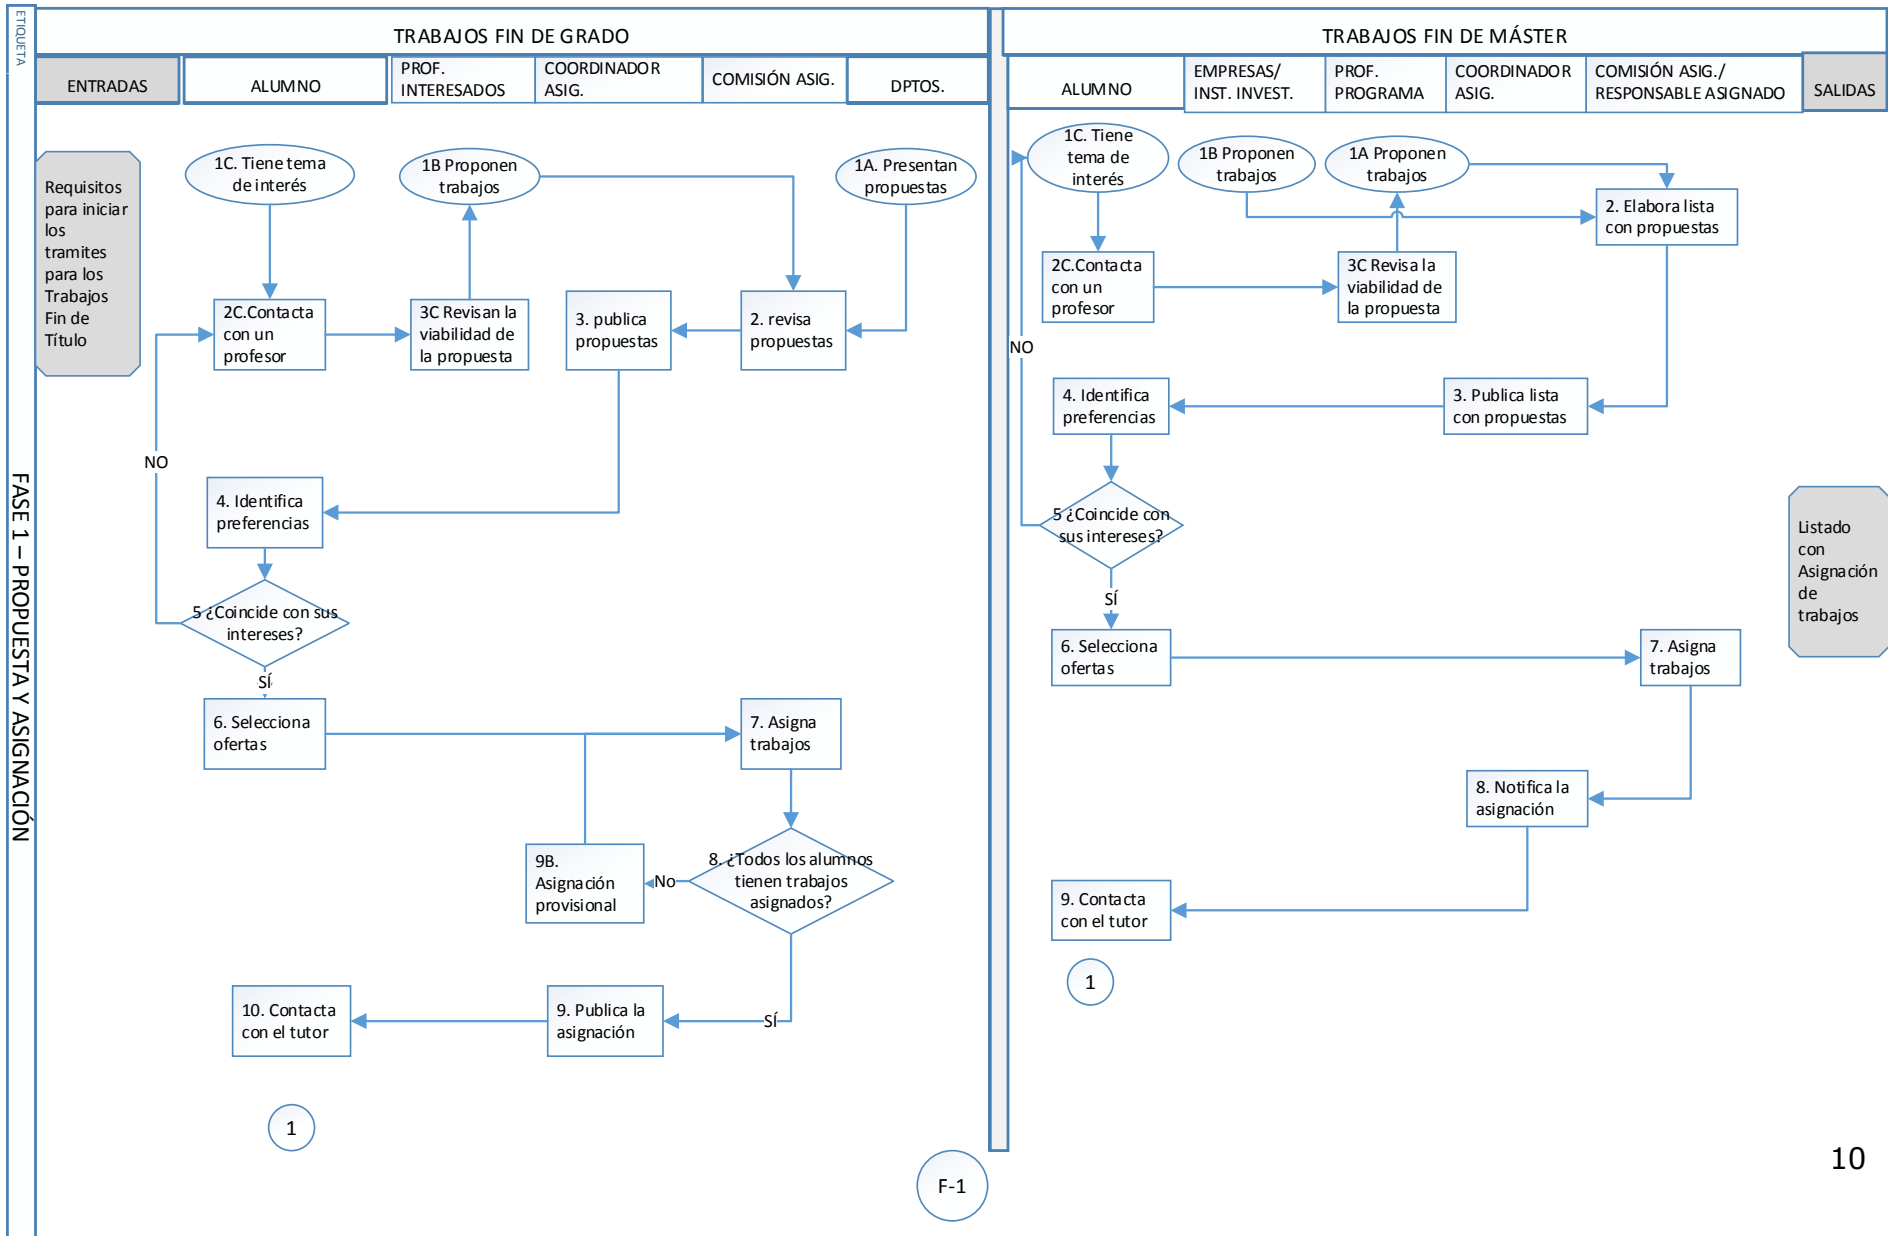 ETIQUETA
TRABAJOS FIN DE GRADO
TRABAJOS FIN DE MÁSTER
ENTRADAS
ALUMNO
PROF.
INTERESADOS
COORDINADOR
ASIG.
COMISIÓN ASIG.
DPTOS.
ALUMNO
EMPRESAS/
INST. INVEST.
PROF.
PROGRAMA
COORDINADOR
ASIG.
COMISIÓN ASIG./
RESPONSABLE ASIGNADO
SALIDAS
FASE 1 – PROPUESTA Y ASIGNACIÓN
Requisitos
para iniciar
los
tramites
para los
Trabajos
Fin de
Título
1C. Tiene tema
de interés
1B Proponen
trabajos
1A. Presentan
propuestas
2C.Contacta
con un
profesor
3C Revisan la
viabilidad de
la propuesta
3. publica
propuestas
2. revisa
propuestas
NO
4. Identifica
preferencias
5 ¿Coincide con sus
intereses?
SÍ
6. Selecciona
ofertas
7. Asigna
trabajos
9B.
Asignación
provisional
No
8. ¿Todos los alumnos
tienen trabajos
asignados?
SÍ
10. Contacta
con el tutor
9. Publica la
asignación
1
1C. Tiene
tema de
interés
1B Proponen
trabajos
1A Proponen
trabajos
2. Elabora lista
con propuestas
2C.Contacta
con un
profesor
3C Revisa la
viabilidad de
la propuesta
NO
4. Identifica
preferencias
3. Publica lista
con propuestas
5 ¿Coincide con
sus intereses?
SÍ
Listado
con
Asignación
de
trabajos
6. Selecciona
ofertas
7. Asigna
trabajos
8. Notifica la
asignación
9. Contacta
con el tutor
1
F-1
10